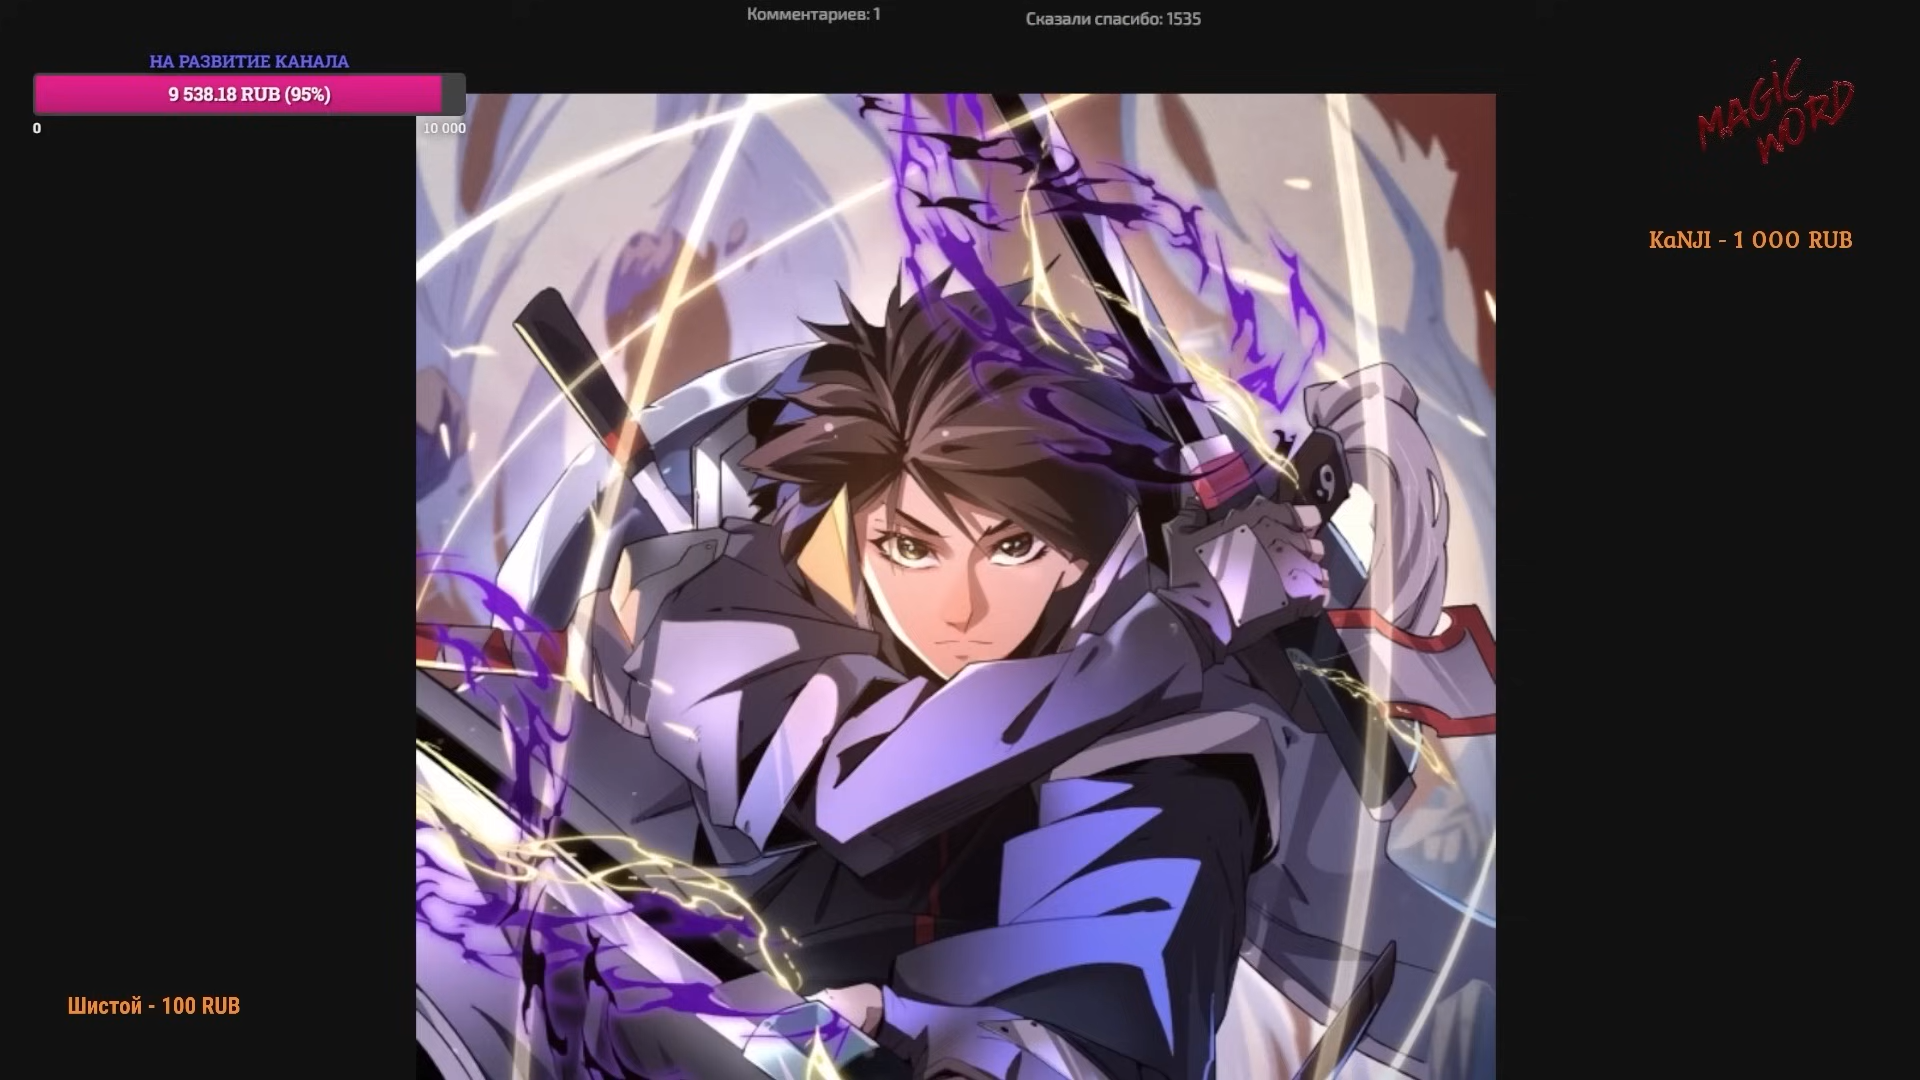 Комментариев: 1
Сказали спасибо: 1535
НА РАЗВИТИЕ КАНАЛА
9 538.18 RUB (95%)
0
10 000
MAGIC
WORD
KaNJI - 1 000 RUB
Шистой - 100 RUB